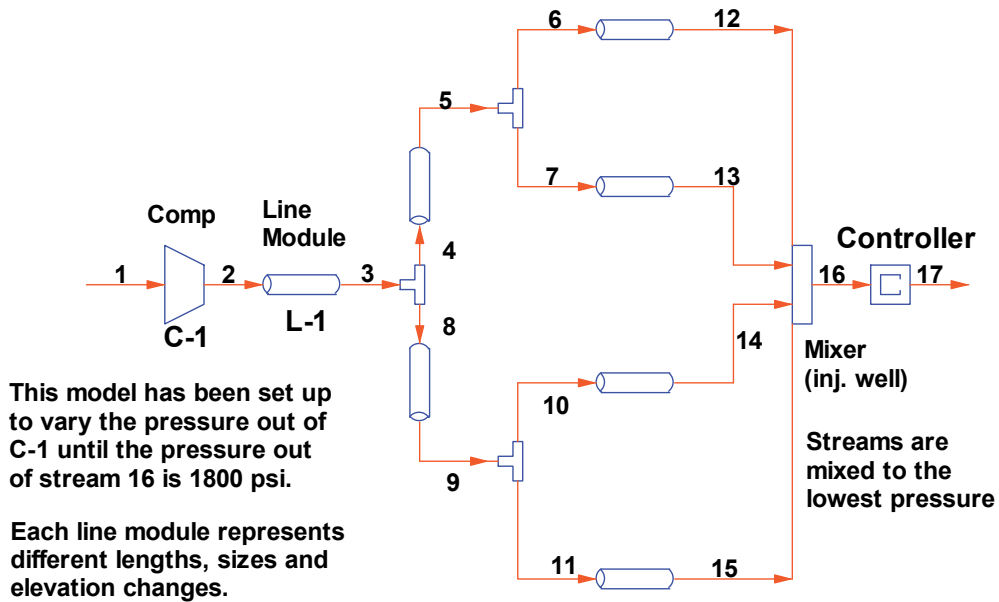 6
12
5
7
13
Comp
Line
Module
4
Controller
1
2
3
16
17
C-1
L-1
8
14
Mixer
(inj. well)
10
This model has been set up
to vary the pressure out of
C-1 until the pressure out
of stream 16 is 1800 psi.
9
Streams are
mixed to the
lowest pressure
Each line module represents
different lengths, sizes and
elevation changes.
11
15